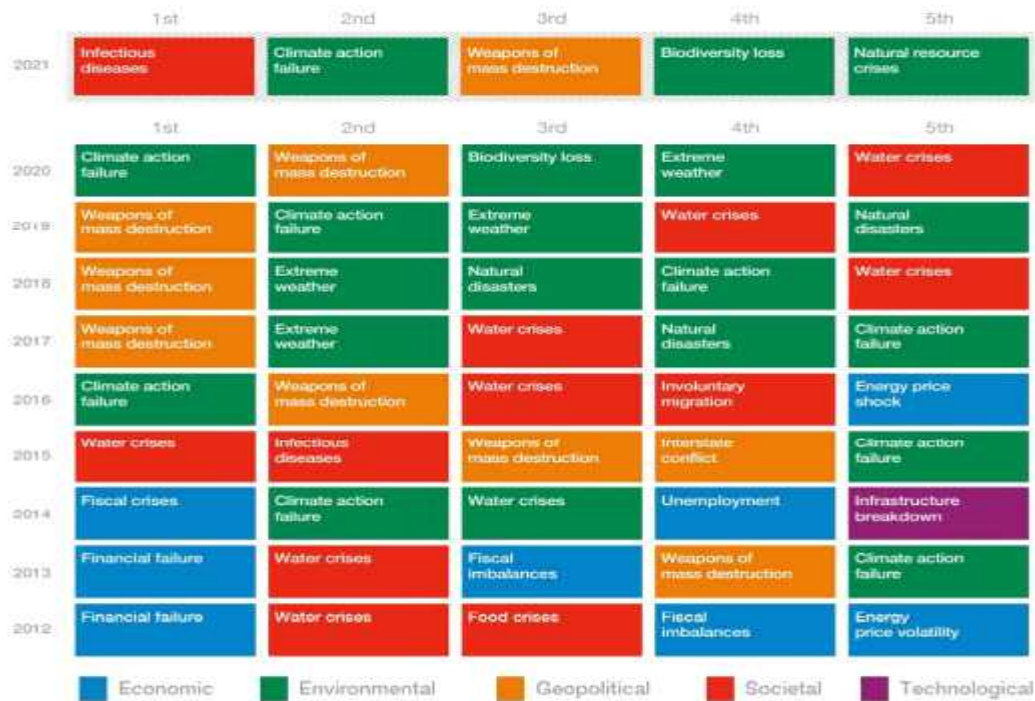 1st 2nd 3rd 4th 5th
2021
Infectious
diseases
Climate action
failure
Weapons of
mass destruction
Biodiversity loss
Natural resource
crises
1st 2nd 3rd 4th 5th
2020
Climate action
failure
Weapons of
mass destruction
Biodiversity loss
Extreme
weather
Water crises
2019
Weapons of
mass destruction
Climate action
failure
Extreme
weather
Water crises
Natural
disasters
2018
Weapons of
mass destruction
Extreme
weather
Natural
disasters
Climate action
failure
Water crises
2017
Weapons of
mass destruction
Extreme
weather
Water crises
Natural
disasters
Climate action
failure
2016
Climate action
failure
Weapons of
mass destruction
Water crises
Involuntary
migration
Energy price
shock
2015
Water crises
Infectious
diseases
Weapons of
mass destruction
Interstate
conflict
Climate action
failure
2014
Fiscal crises
Climate action
failure
Water crises
Unemployment
Infrastructure
breakdown
2013
Financial failure
Water crises
Fiscal
imbalances
Weapons of
mass destruction
Climate action
failure
2012
Financial failure
Water crises
Food crises
Fiscal
imbalances
Energy
price volatility
Economic Environmental Geopolitical Societal Technological